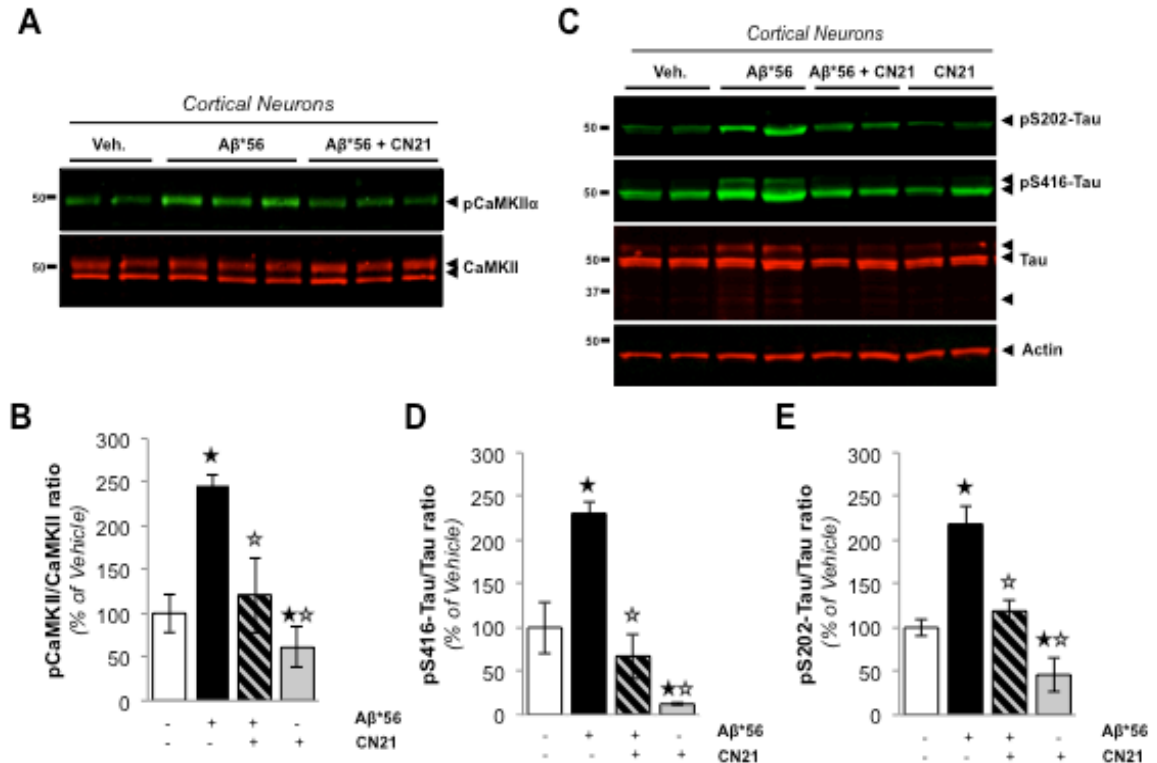 A
Cortical Neurons
Veh. Aβ*56 Aβ*56 + CN21
50
pCaMKIIα
50
CaMKII
C
Cortical Neurons
Veh. Aβ*56 Aβ*56 + CN21 CN21
50
pS202-Tau
50
pS416-Tau
50
37
Tau
50
Actin
B
pCaMKII/CaMKII ratio
(% of Vehicle)
300
250
200
150
100
50
0
- + + - Aβ*56
- - + + CN21
D
pS416-Tau/Tau ratio
(% of Vehicle)
300
250
200
150
100
50
0
- + + - Aβ*56
- - + + CN21
E
pS202-Tau/Tau ratio
(% of Vehicle)
300
250
200
150
100
50
0
- + + - Aβ*56
- - + + CN21